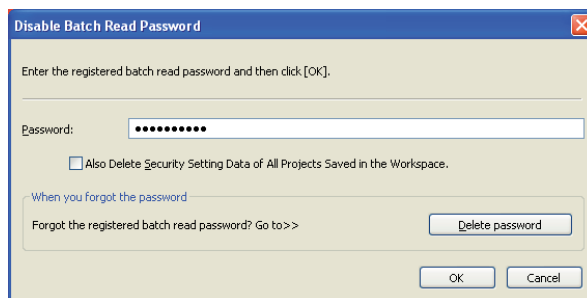 Disable Batch Read Password
Enter the registered batch read password and then click [OK].
Password: ●●●●●●●●●●
Also Delete Security Setting Data of All Projects Saved in the Workspace.
When you forgot the password
Forgot the registered batch read password? Go to>> Delete password
OK Cancel